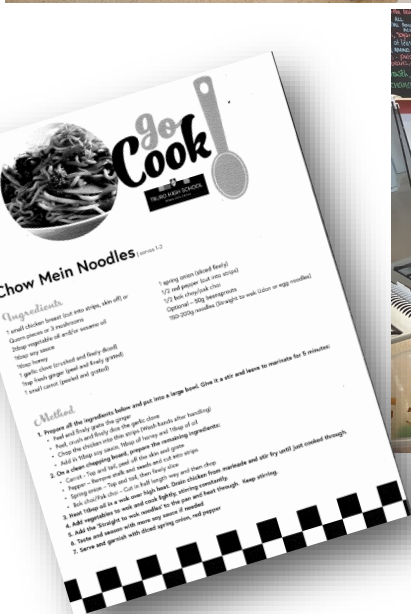 go
Cook
TRURO HIGH SCHOOL
Chow Mein Noodles | serves 1-2
Ingredients
1 small chicken breast (cut into strips, skin off) or
Quorn pieces or 3 mushrooms
2tbsp vegetable oil and/or sesame oil
1tbsp soy sauce
1tbsp honey
1 garlic clove (crushed and finely diced)
1tsp fresh ginger (peel and finely grated)
1 small carrot (peeled and grated)
1 spring onion (sliced finely)
1/2 red pepper (cut into strips)
1/2 bok choy/pak choi
Optional – 50g beansprouts
150-200g noodles (Straight to wok Udon or egg noodles)
Method
1. Prepare all the ingredients below and put into a large bowl. Give it a stir and leave to marinate for 5 minutes:
• Peel and finely grate the ginger
• Peel, crush and finely dice the garlic clove
• Chop the chicken into thin strips (Wash hands after handling)
• Add in 1tbsp soy sauce, 1tbsp of honey and 1tbsp of oil
2. On a clean chopping board, prepare the remaining ingredients:
• Carrot - Top and tail, peel off the skin and grate
• Pepper – Remove stalk and seeds and cut into strips
• Spring onion – Top and tail, then finely slice
• Bok choi/Pak choi – Cut in half length way and then chop
3. Heat 1tbsp oil in a wok over high heat. Drain chicken from marinade and stir fry until just cooked through
4. Add vegetables to wok and cook lightly, stirring constantly.
5. Add the 'Straight to wok noodles' to the pan and heat through. Keep stirring.
6. Taste and season with more soy sauce if needed
7. Serve and garnish with diced spring onion, red pepper